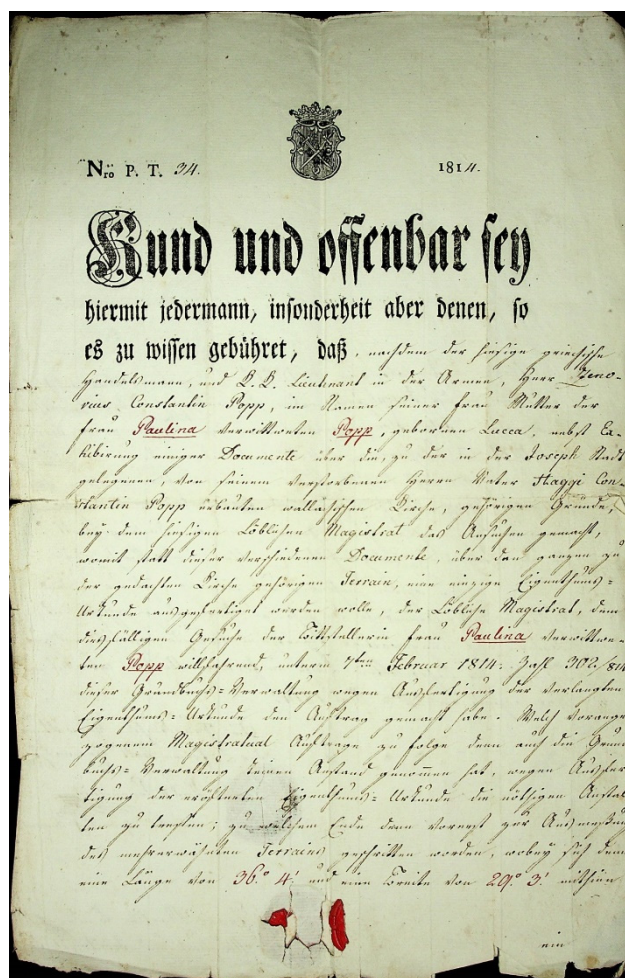 Nro P. T. 34. 1814.
Kund und offenbar sey
hiermit jedermann, insonderheit aber denen, so
es zu wissen gebühret, daß, nachdem der hiesige griechische
Handelsmann, und K. K. Lieutenant in der Armee, Herr Zeno-
vius Constantin Popp, im Namen seiner Frau Mutter der
Frau Paulina verwittweten Popp, gebornen Lucca, nebst Ex-
hibirung einiger Documente über die, zu der in der Joseph Stadt
gelegenen, von seinem verstorbenen Herrn Vater Haggi Con-
stantin Popp erbauten wallachischen Kirche, gehörigen Gründe,
bey dem hiesigen Löblichen Magistrat das Ansuchen gemacht,
womit statt dieser verschiedenen Documente, über den ganzen zu
der gedachten Kirche gehörigen Terrain, eine einzige Eigenthums-
Urkunde ausgefertiget werden wolle, der Löbliche Magistrat, dem
diesfälligen Gesuche der Bittstellerin Frau Paulina verwittwe-
ten Popp willfahrend, unterm 7ten Februar 1814. Zahl 302/814
dieser Grundbuchs-Verwaltung wegen Ausfertigung der verlangten
Eigenthums-Urkunde den Auftrag gemacht habe. Welch vorange-
zogenem Magistratual Auftrage zu folge denn auch die Grund
buchs-Verwaltung keinen Anstand genommen hat, wegen Ausfer
tigung der Eigenthums-Urkunde die nöthigen Anstal
ten zu treffen; zu welchem Ende denn vorerst zur Ausmessung
des mehrerwähnten Terrains geschritten worden, wobey sich denn
eine Länge von 36.° 4.' und eine Breite von 29.° 3.' mithin
ein